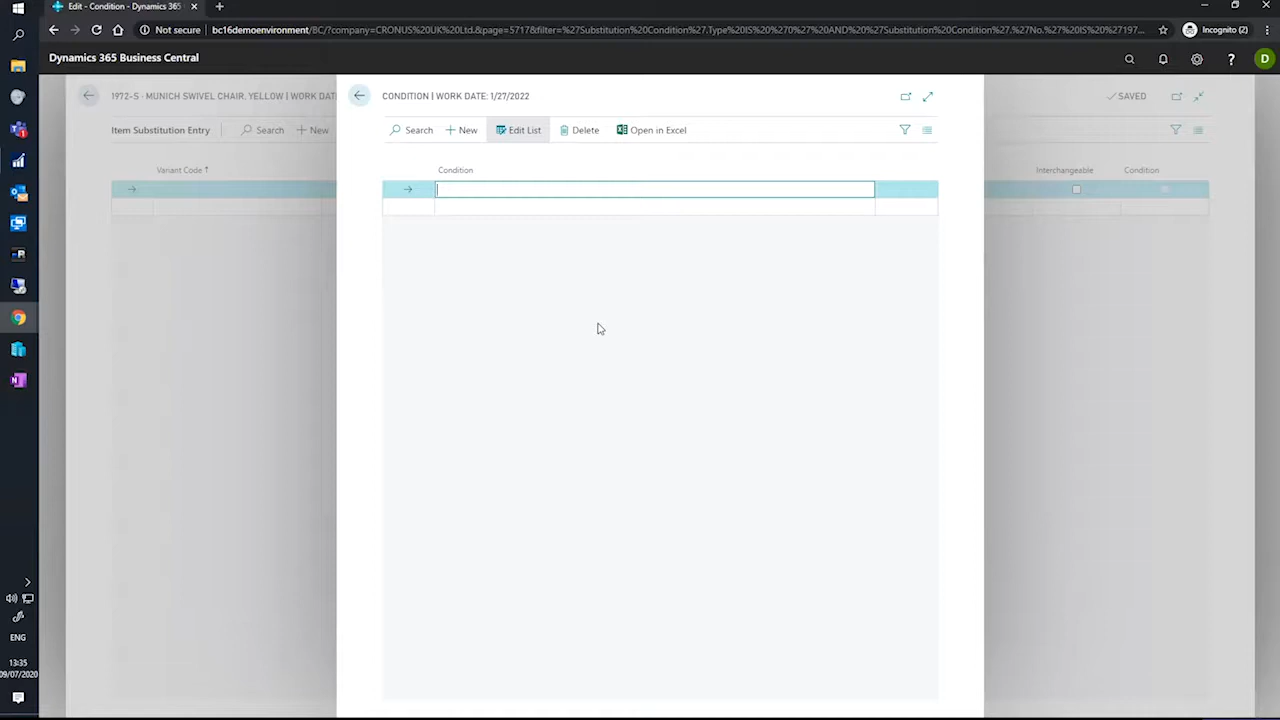 Edit - Condition - Dynamics 365
Not secure
bc16demoenvironment/BC/?company=CRONUS%20UK%20Ltd.&page=5717&filter=%27Substitution%20Condition%27.Type%20IS%20%270%27%20AND%20%27Substitution%20Condition%27.%27No.%27%20IS%20%27197...
Incognito (2)
Dynamics 365 Business Central
D
1972-S · MUNICH SWIVEL CHAIR. YELLOW | WORK DAT
CONDITION | WORK DATE: 1/27/2022
SAVED
Item Substitution Entry
Search
New
Search
New
Edit List
Delete
Open in Excel
Variant Code ↑
Condition
Interchangeable
Condition
ENG
13:35
09/07/2020